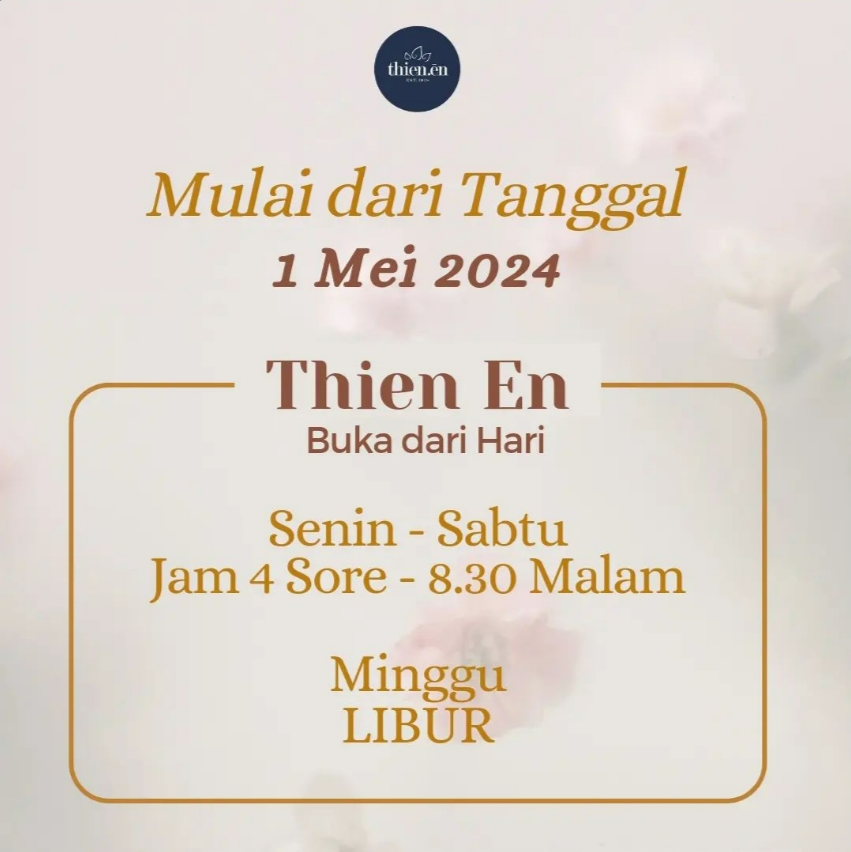 thien.ēn
Mulai dari Tanggal
1 Mei 2024
Thien En
Buka dari Hari
Senin - Sabtu
Jam 4 Sore - 8.30 Malam
Minggu
LIBUR